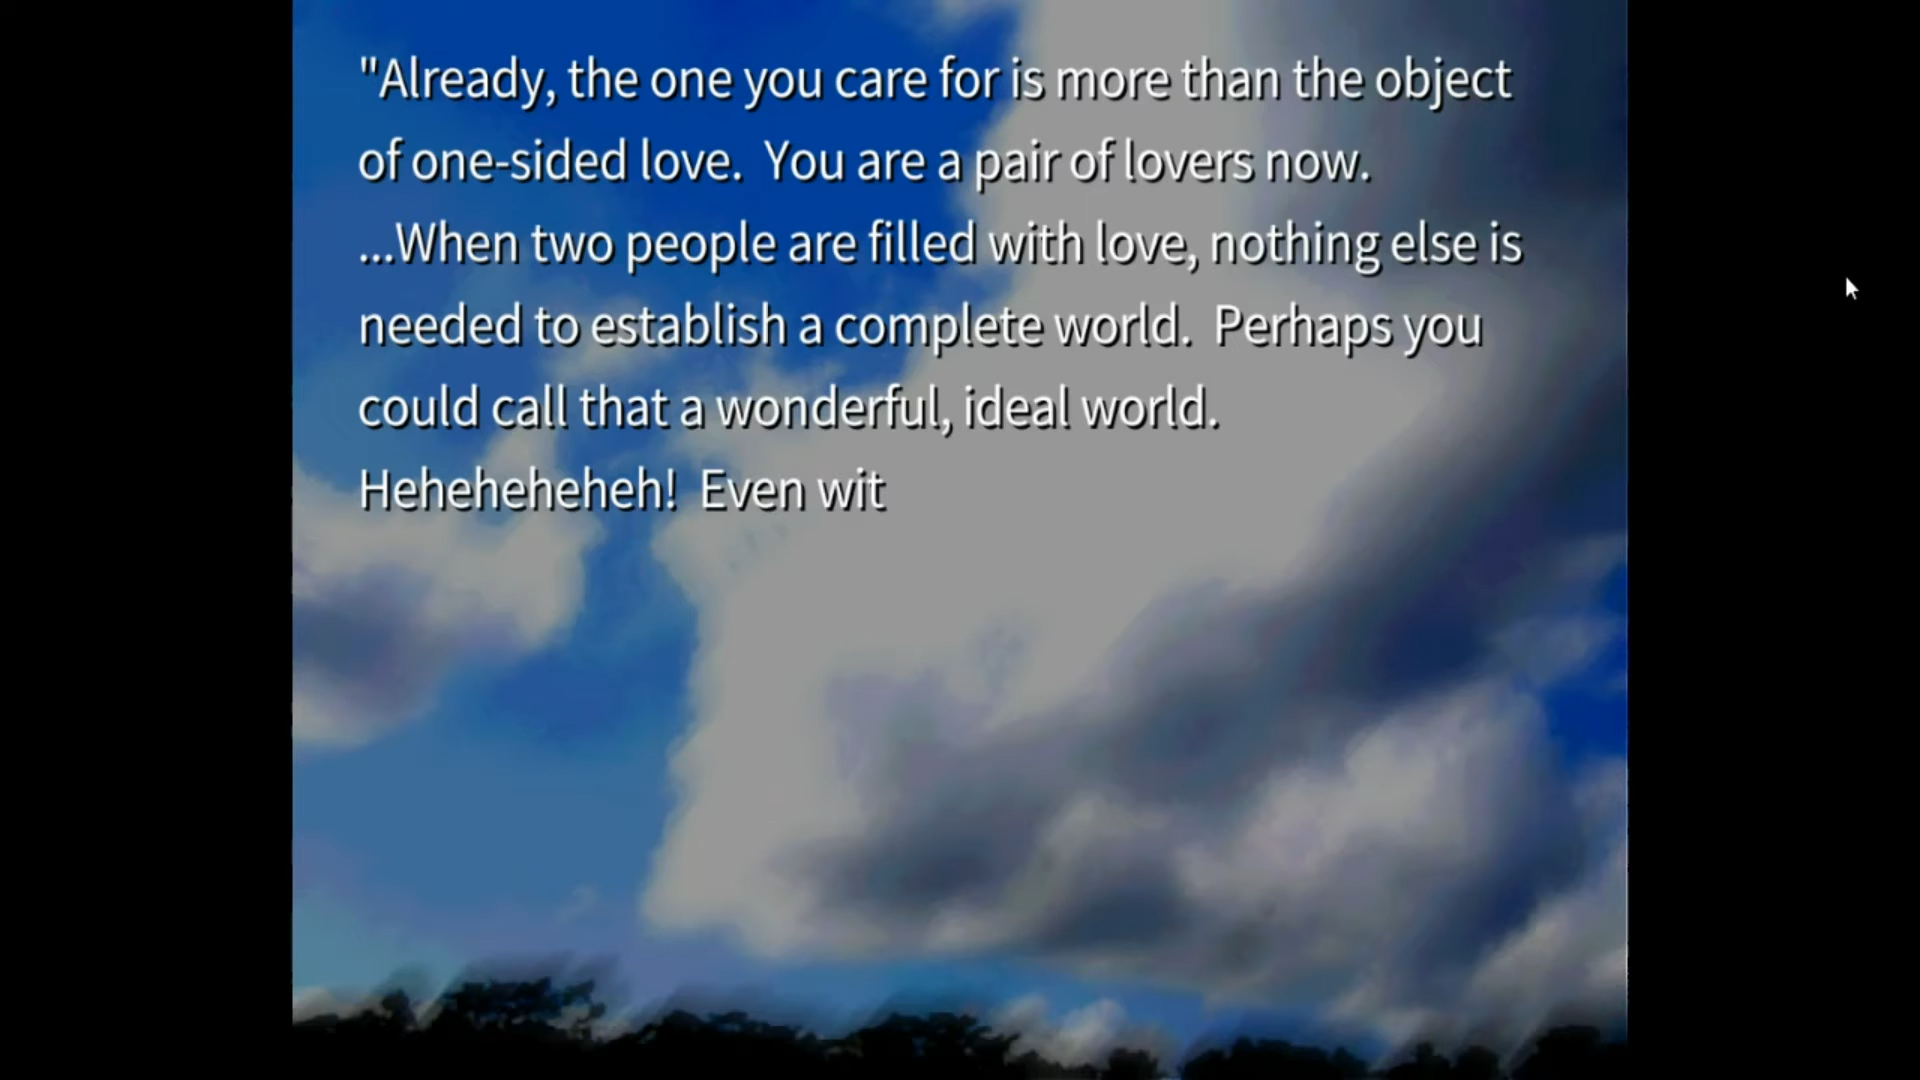 "Already, the one you care for is more than the object
of one-sided love.  You are a pair of lovers now.
...When two people are filled with love, nothing else is
needed to establish a complete world.  Perhaps you
could call that a wonderful, ideal world.
Heheheheheh!  Even wit